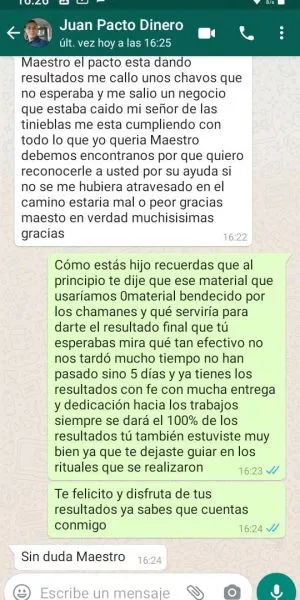 16:26
Juan Pacto Dinero
últ. vez hoy a las 16:25
Maestro el pacto esta dando
resultados me callo unos chavos que
no esperaba y me salio un negocio
que estaba caido mi señor de las
tinieblas me esta cumpliendo con
todo lo que yo queria Maestro
debemos encontranos por que quiero
reconocerle a usted por su ayuda si
no se me hubiera atravesado en el
camino estaria mal o peor gracias
maesto en verdad muchisisimas
gracias
16:22
Cómo estás hijo recuerdas que al
principio te dije que ese material que
usaríamos 0material bendecido por
los chamanes y qué serviría para
darte el resultado final que tú
esperabas mira qué tan efectivo no
nos tardó mucho tiempo no han
pasado sino 5 días y ya tienes los
resultados con fe con mucha entrega
y dedicación hacia los trabajos
siempre se dará el 100% de los
resultados tú también estuviste muy
bien ya que te dejaste guiar en los
rituales que se realizaron
16:23
Te felicito y disfruta de tus
resultados ya sabes que cuentas
conmigo
16:24
Sin duda Maestro
16:24
Escribe un mensaje